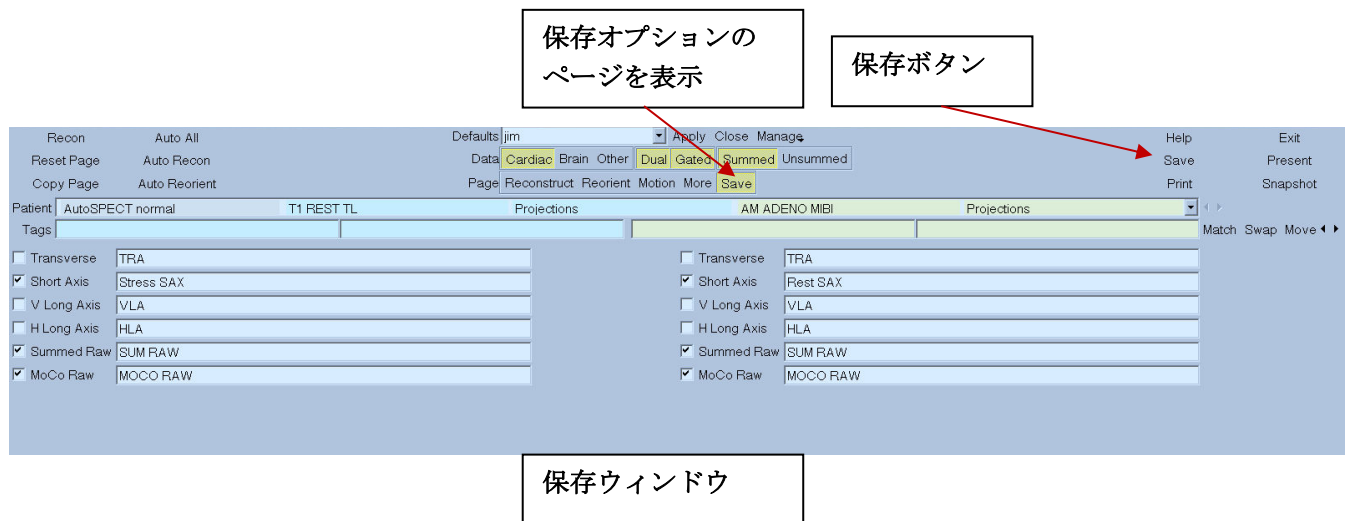 保存オプションの
ページを表示
保存ボタン
Recon Auto All Defaults jim Apply Close Manage Help Exit
Reset Page Auto Recon Data Cardiac Brain Other Dual Gated Summed Unsummed Save Present
Copy Page Auto Reorient Page Reconstruct Reorient Motion More Save Print Snapshot
Patient AutoSPECT normal T1 REST TL Projections AM ADENO MIBI Projections
Tags Match Swap Move
Transverse TRA Transverse TRA
Short Axis Stress SAX Short Axis Rest SAX
V Long Axis VLA V Long Axis VLA
H Long Axis HLA H Long Axis HLA
Summed Raw SUM RAW Summed Raw SUM RAW
MoCo Raw MOCO RAW MoCo Raw MOCO RAW
保存ウィンドウ